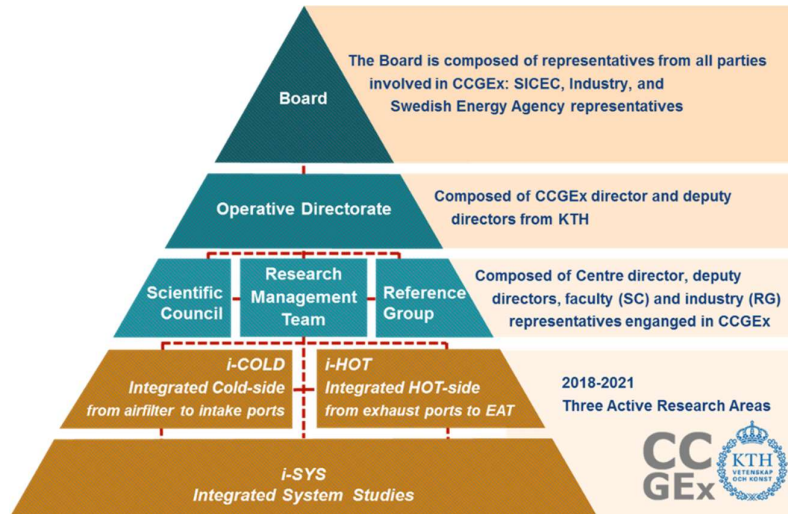 Board
The Board is composed of representatives from all parties
involved in CCGEx: SICEC, Industry, and
Swedish Energy Agency representatives
Operative Directorate
Composed of CCGEx director and deputy
directors from KTH
Scientific
Council
Research
Management
Team
Reference
Group
Composed of Centre director, deputy
directors, faculty (SC) and industry (RG)
representatives enganged in CCGEx
i-COLD
Integrated Cold-side
from airfilter to intake ports
i-HOT
Integrated HOT-side
from exhaust ports to EAT
2018-2021
Three Active Research Areas
i-SYS
Integrated System Studies
CC
GEx
KTH
VETENSKAP
OCH KONST